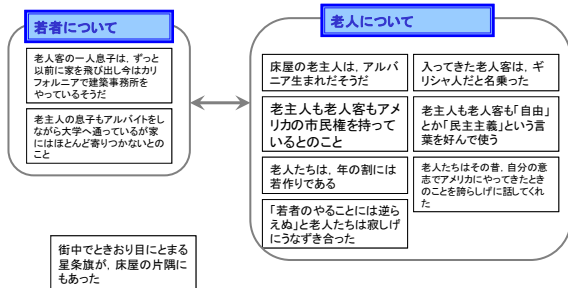 若者について
老人客の一人息子は，ずっと
以前に家を飛び出し今はカリ
フォルニアで建築事務所を
やっているそうだ
老主人の息子もアルバイトをし
ながら大学へ通っているが家
にはほとんど寄りつかないとの
こと
老人について
床屋の老主人は，アルバ
ニア生まれだそうだ
老主人も老人客もアメ
リカの市民権を持って
いるとのこと
老人たちは，年の割には
若作りである
「若者のやることには逆ら
えぬ」と老人たちは寂しげ
にうなずき合った
入ってきた老人客は，ギ
リシャ人だと名乗った
老主人も老人客も「自由」
とか「民主主義」という言
葉を好んで使う
老人たちはその昔，自分の意
志でアメリカにやってきたとき
のことを誇らしげに話してくれ
た
街中でときおり目にとまる
星条旗が，床屋の片隅に
もあった